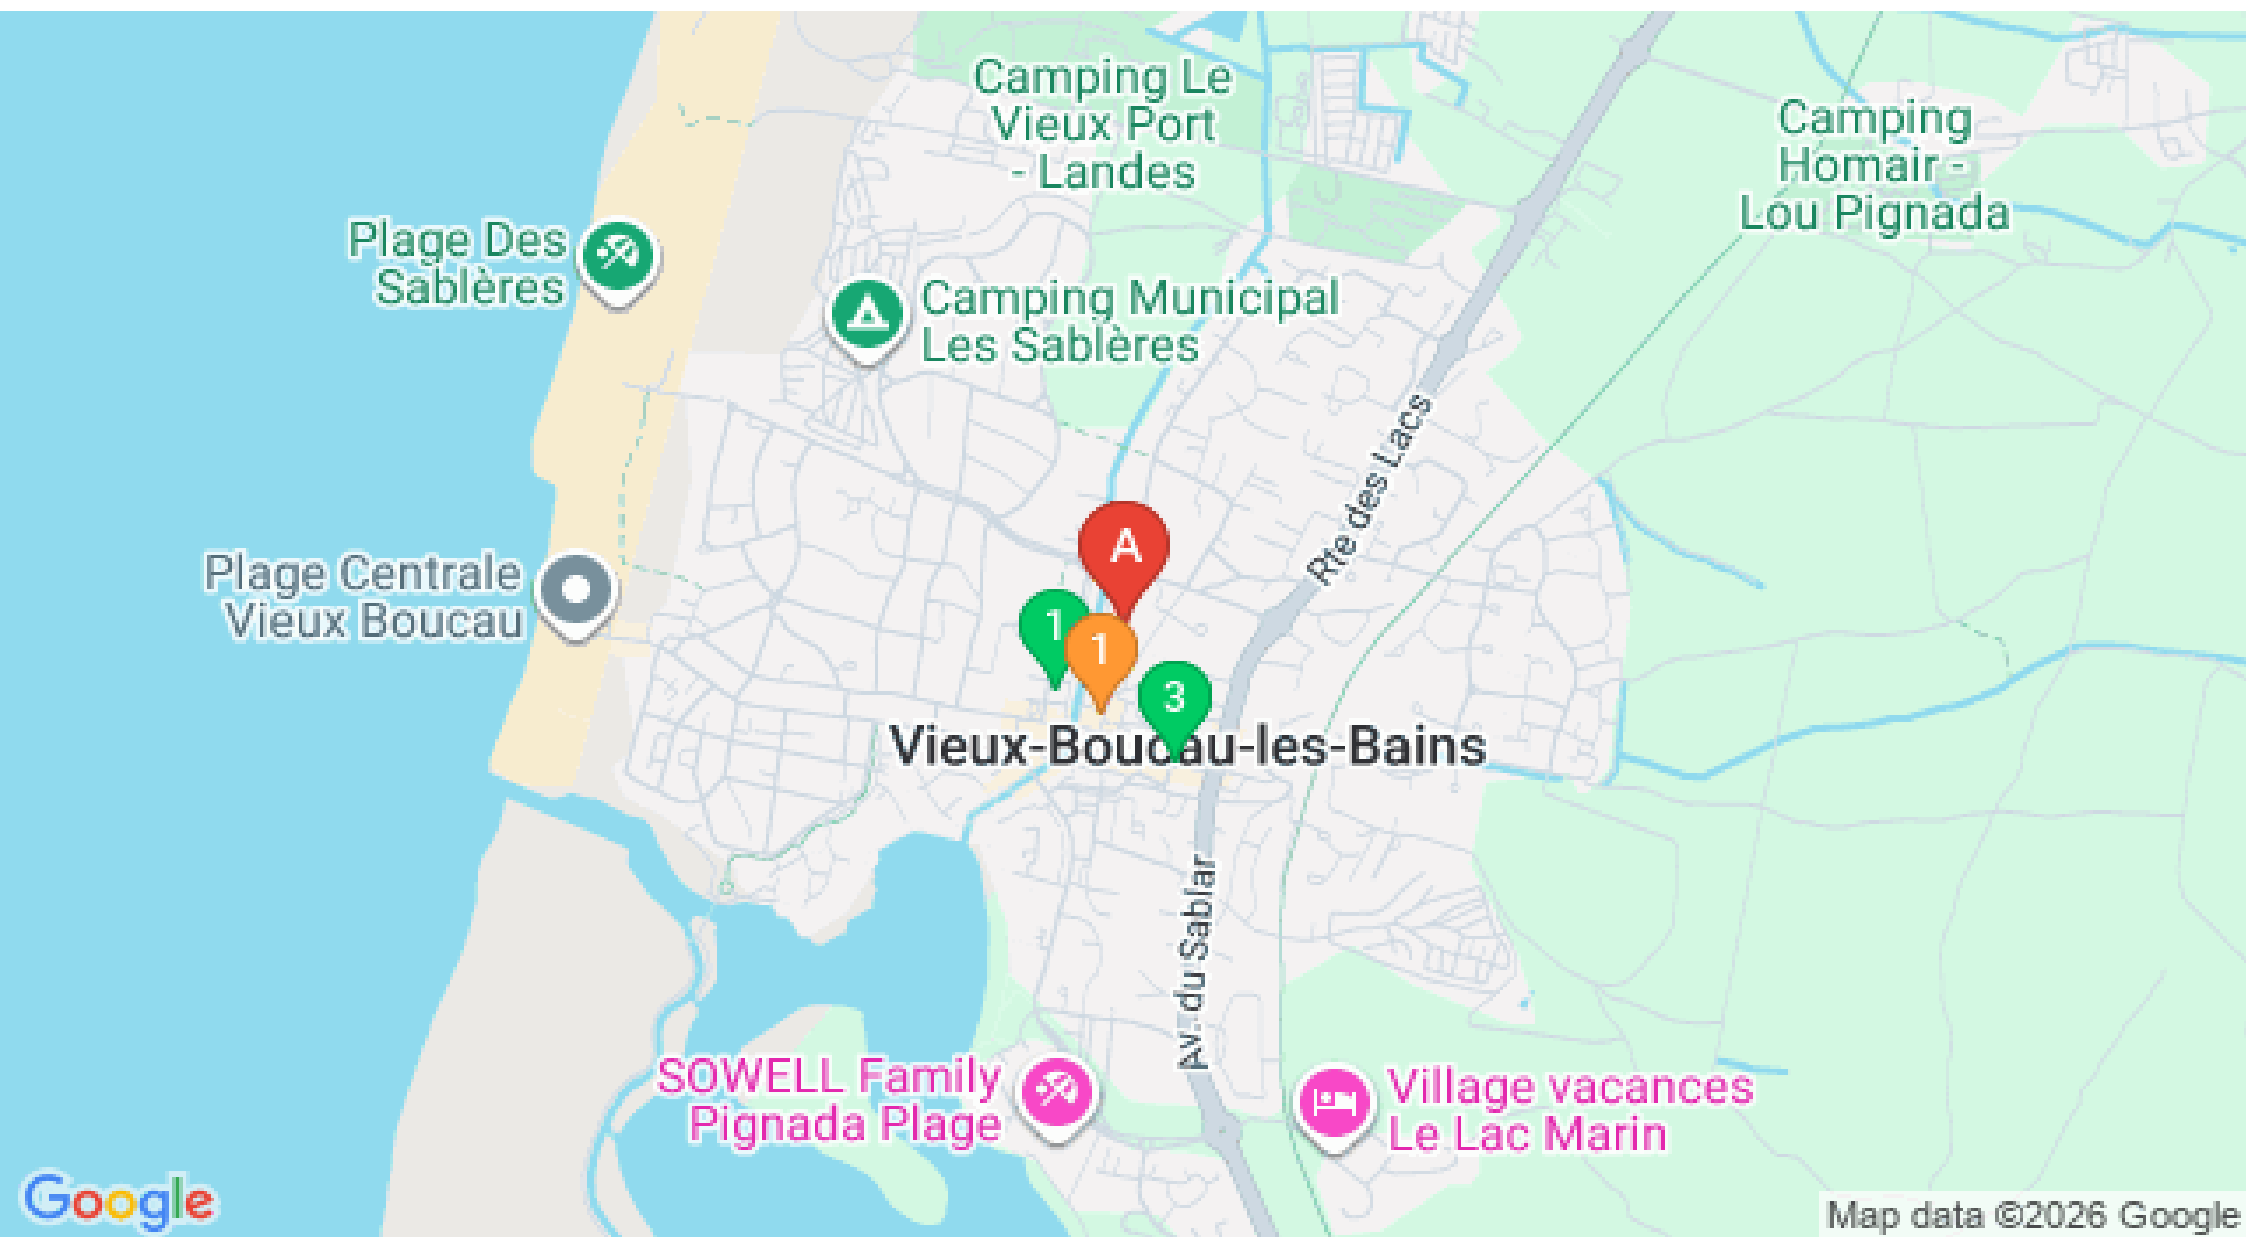 Camping Le
Vieux Port
- Landes
Camping
Homair -
Lou Pignada
Plage Des
Sablères
Camping Municipal
Les Sablères
Rte des Lacs
A
Plage Centrale
Vieux Boucau
1
1
3
Vieux-Boucau-les-Bains
Av. du Sablar
SOWELL Family
Pignada Plage
Village vacances
Le Lac Marin
Google
Map data ©2026 Google